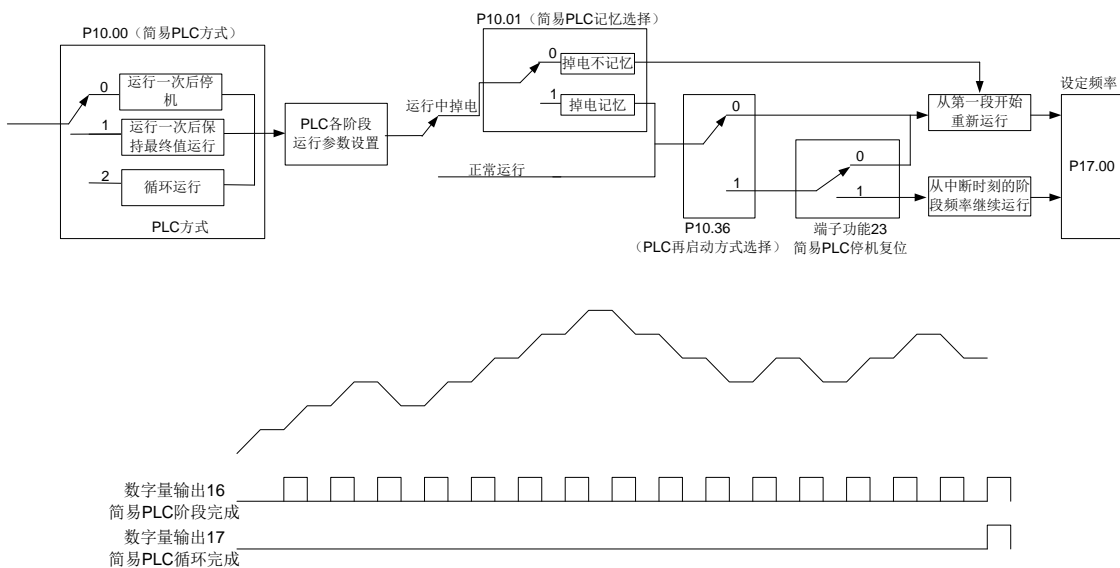 P10.00（简易PLC方式）
0
运行一次后停
机
1
运行一次后保
持最终值运行
2
循环运行
PLC方式
PLC各阶段
运行参数设置
运行中掉电
正常运行
P10.01（简易PLC记忆选择）
0
掉电不记忆
1
掉电记忆
0
1
P10.36
（PLC再启动方式选择）
0
1
端子功能23
简易PLC停机复位
从第一段开始
重新运行
从中断时刻的阶
段频率继续运行
设定频率
P17.00
数字量输出16
简易PLC阶段完成
数字量输出17
简易PLC循环完成